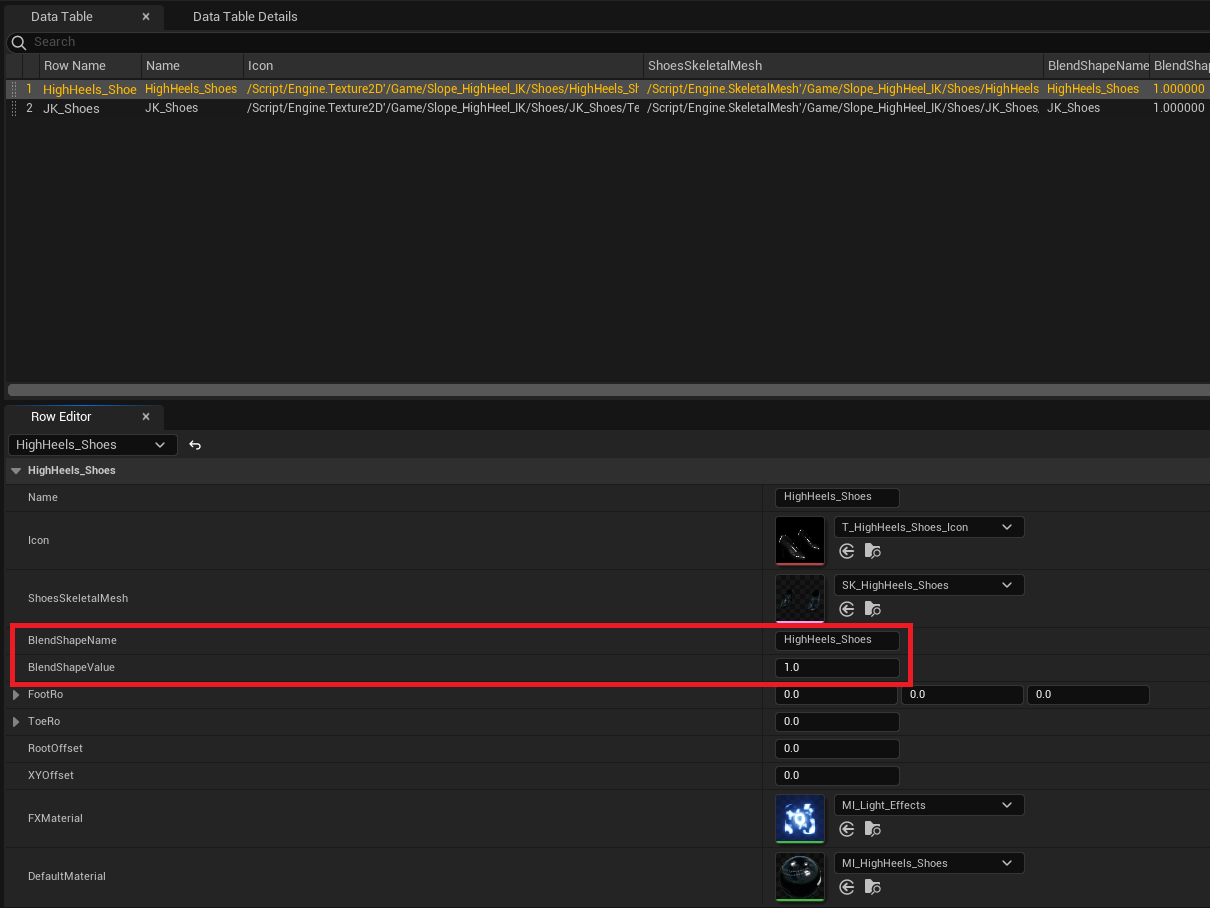 Data Table
Data Table Details
Search
Row Name Name Icon ShoesSkeletalMesh BlendShapeName BlendShap
1 HighHeels_Shoe HighHeels_Shoes /Script/Engine.Texture2D'/Game/Slope_HighHeel_IK/Shoes/HighHeels_Sh /Script/Engine.SkeletalMesh'/Game/Slope_HighHeel_IK/Shoes/HighHeels HighHeels_Shoes 1.000000
2 JK_Shoes JK_Shoes /Script/Engine.Texture2D'/Game/Slope_HighHeel_IK/Shoes/JK_Shoes/Te /Script/Engine.SkeletalMesh'/Game/Slope_HighHeel_IK/Shoes/JK_Shoes, JK_Shoes 1.000000
Row Editor
HighHeels_Shoes
HighHeels_Shoes
Name HighHeels_Shoes
Icon T_HighHeels_Shoes_Icon
ShoesSkeletalMesh SK_HighHeels_Shoes
BlendShapeName HighHeels_Shoes
BlendShapeValue 1.0
FootRo 0.0 0.0 0.0
ToeRo 0.0
RootOffset 0.0
XYOffset 0.0
FXMaterial MI_Light_Effects
DefaultMaterial MI_HighHeels_Shoes